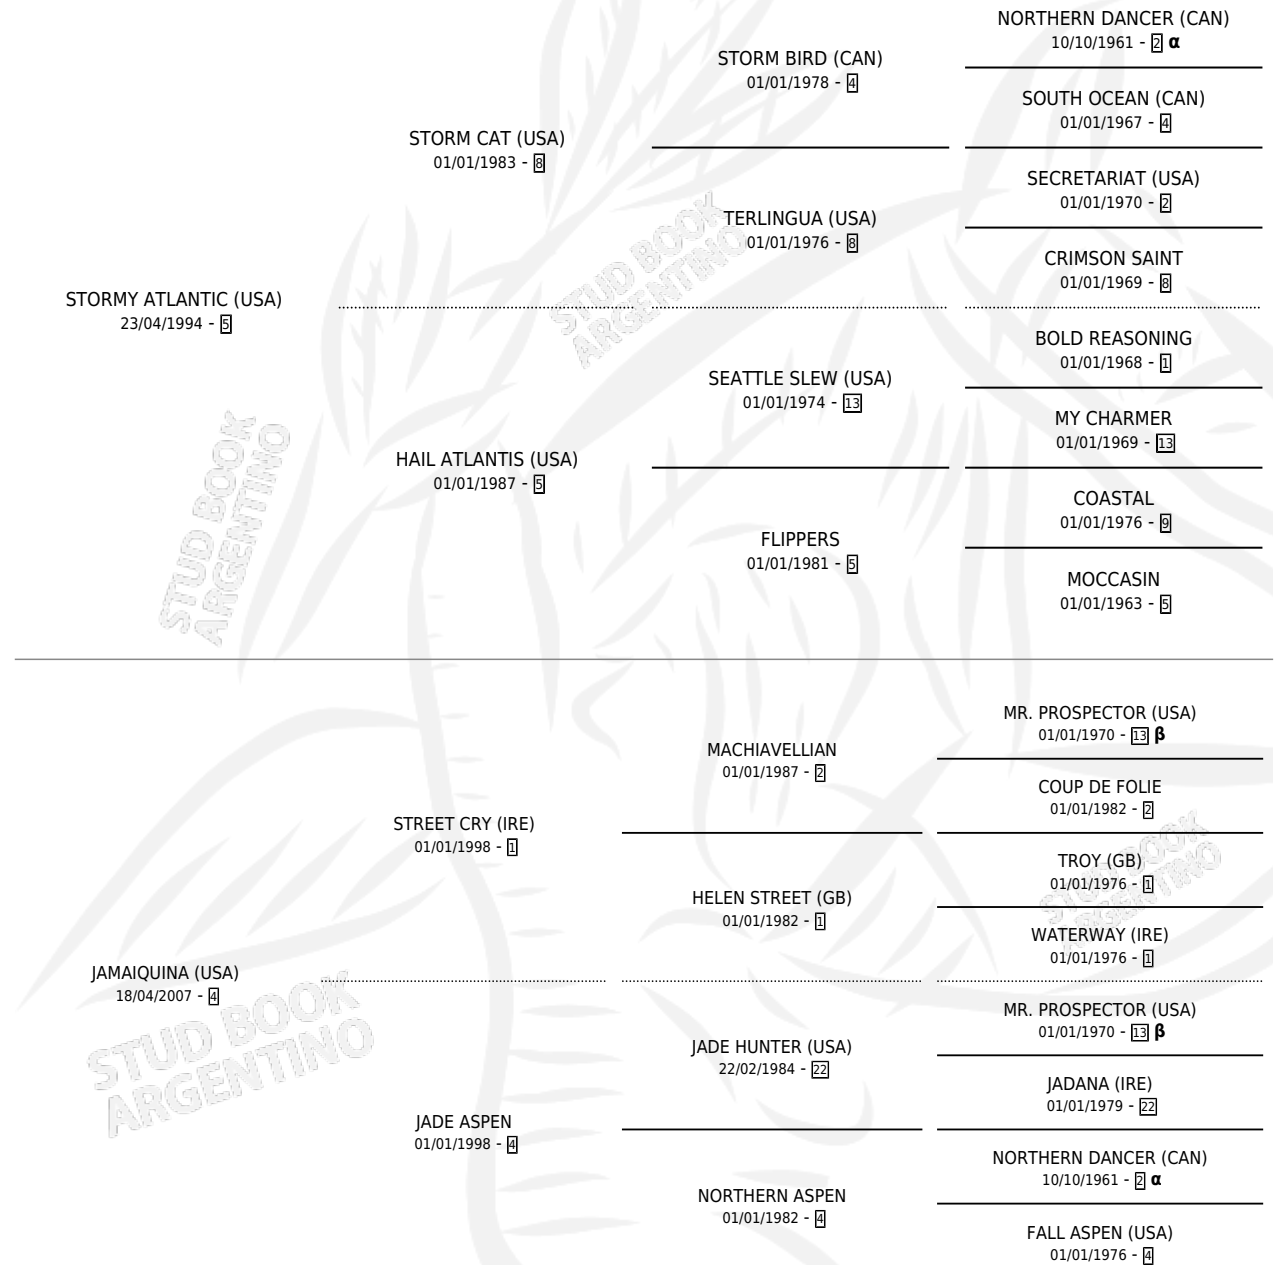 NORTHERN DANCER (CAN)
10/10/1961 - 2 α
STORM BIRD (CAN)
01/01/1978 - 4
SOUTH OCEAN (CAN)
01/01/1967 - 4
STORM CAT (USA)
01/01/1983 - 8
SECRETARIAT (USA)
01/01/1970 - 2
TERLINGUA (USA)
01/01/1976 - 8
CRIMSON SAINT
01/01/1969 - 8
STORMY ATLANTIC (USA)
23/04/1994 - 5
BOLD REASONING
01/01/1968 - 1
SEATTLE SLEW (USA)
01/01/1974 - 13
MY CHARMER
01/01/1969 - 13
HAIL ATLANTIS (USA)
01/01/1987 - 5
COASTAL
01/01/1976 - 9
FLIPPERS
01/01/1981 - 5
MOCCASIN
01/01/1963 - 5
MR. PROSPECTOR (USA)
01/01/1970 - 13 β
MACHIAVELLIAN
01/01/1987 - 2
COUP DE FOLIE
01/01/1982 - 2
STREET CRY (IRE)
01/01/1998 - 1
TROY (GB)
01/01/1976 - 1
HELEN STREET (GB)
01/01/1982 - 1
WATERWAY (IRE)
01/01/1976 - 1
JAMAIQUINA (USA)
18/04/2007 - 4
MR. PROSPECTOR (USA)
01/01/1970 - 13 β
JADE HUNTER (USA)
22/02/1984 - 22
JADANA (IRE)
01/01/1979 - 22
JADE ASPEN
01/01/1998 - 4
NORTHERN DANCER (CAN)
10/10/1961 - 2 α
NORTHERN ASPEN
01/01/1982 - 4
FALL ASPEN (USA)
01/01/1976 - 4
STUD BOOK
ARGENTINO
STUD BOOK
ARGENTINO
STUD BOOK
ARGENTINO
STUD BOOK
ARGENTINO